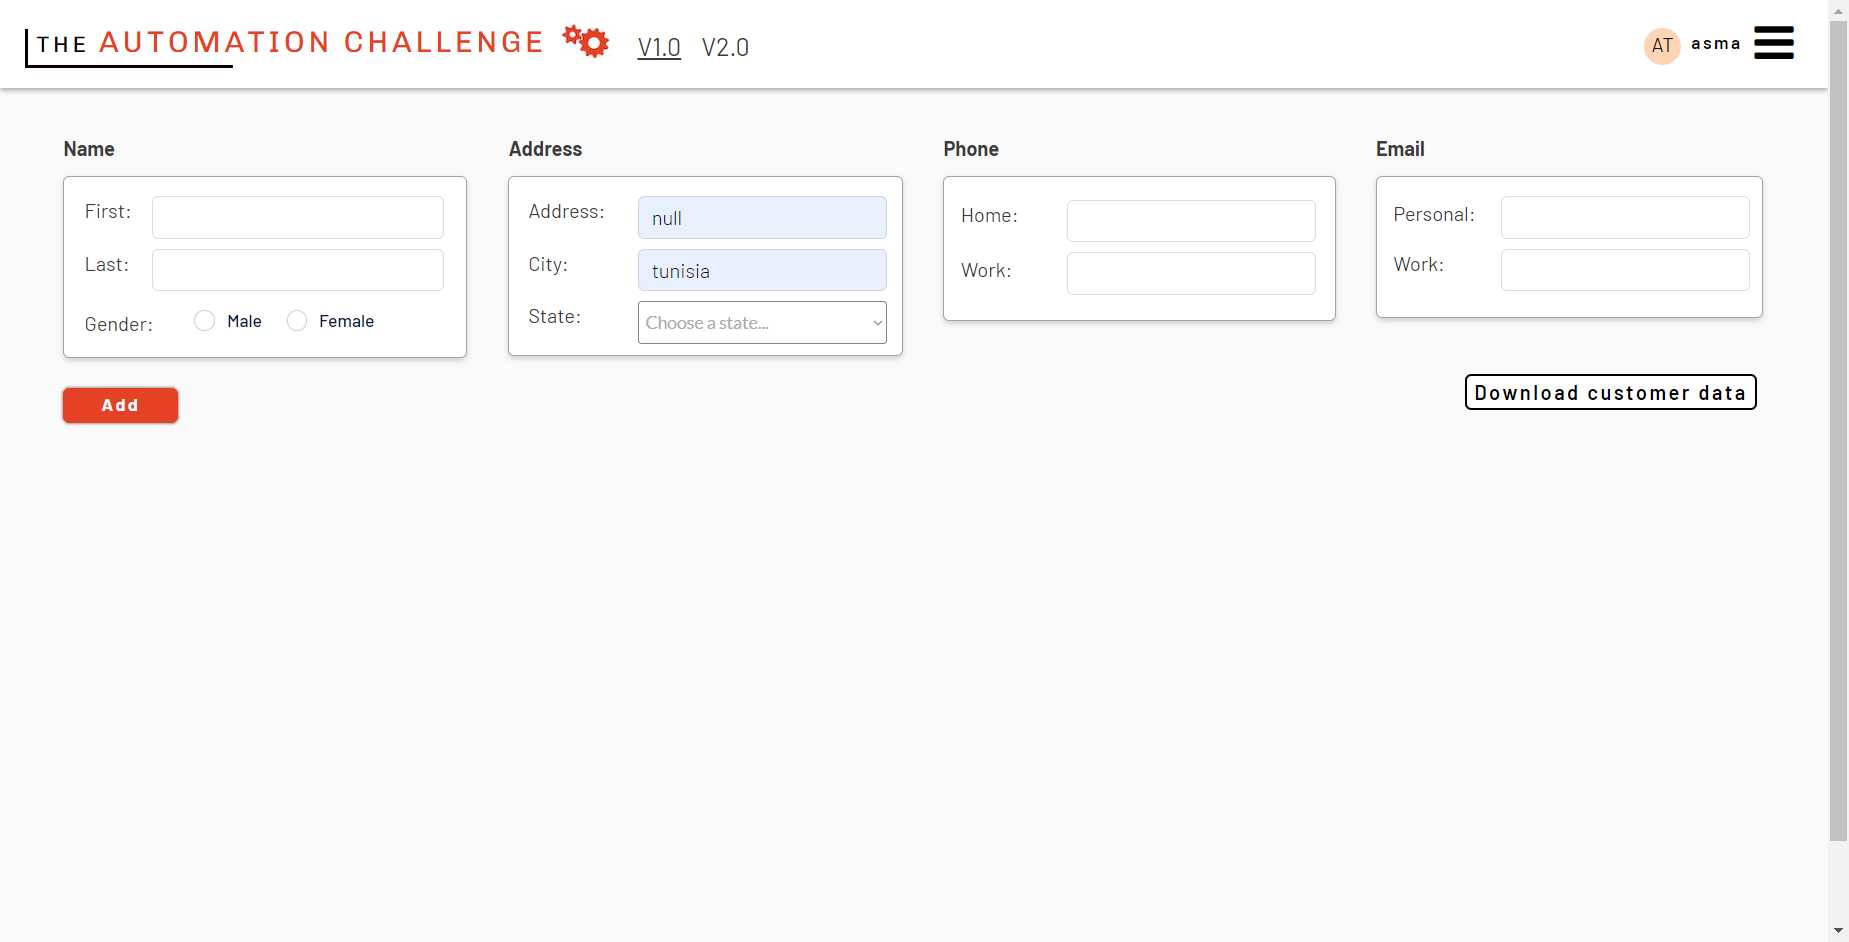 THE AUTOMATION CHALLENGE V1.0 V2.0 AT asma
Name
First:
Last:
Gender: Male Female
Address
Address: null
City: tunisia
State: Choose a state...
Phone
Home:
Work:
Email
Personal:
Work:
Add
Download customer data